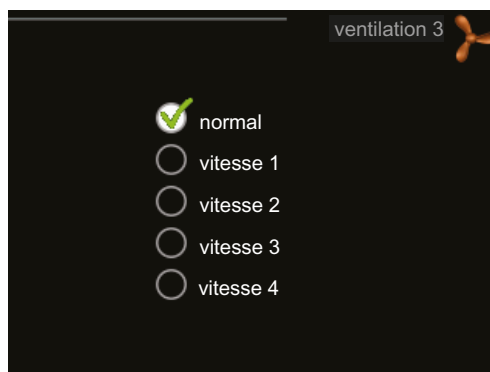 ventilation 3
normal
vitesse 1
vitesse 2
vitesse 3
vitesse 4